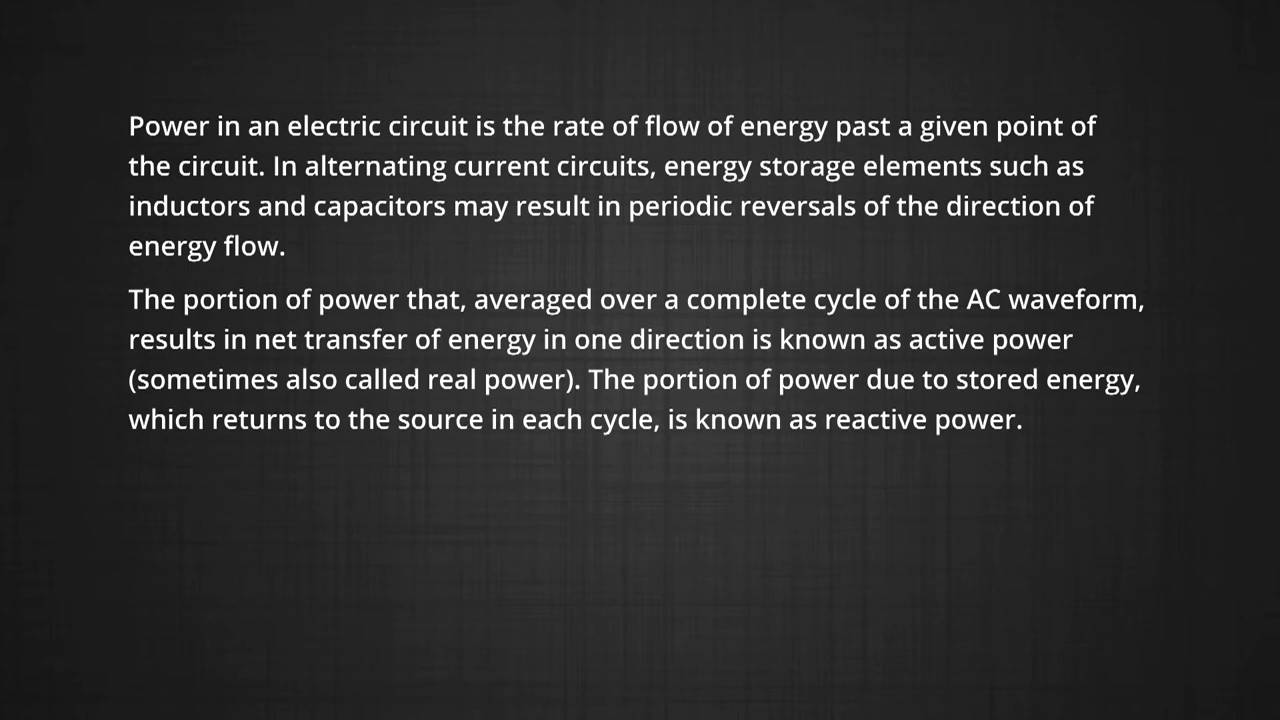 Power in an electric circuit is the rate of flow of energy past a given point of
the circuit. In alternating current circuits, energy storage elements such as
inductors and capacitors may result in periodic reversals of the direction of
energy flow.
The portion of power that, averaged over a complete cycle of the AC waveform,
results in net transfer of energy in one direction is known as active power
(sometimes also called real power). The portion of power due to stored energy,
which returns to the source in each cycle, is known as reactive power.